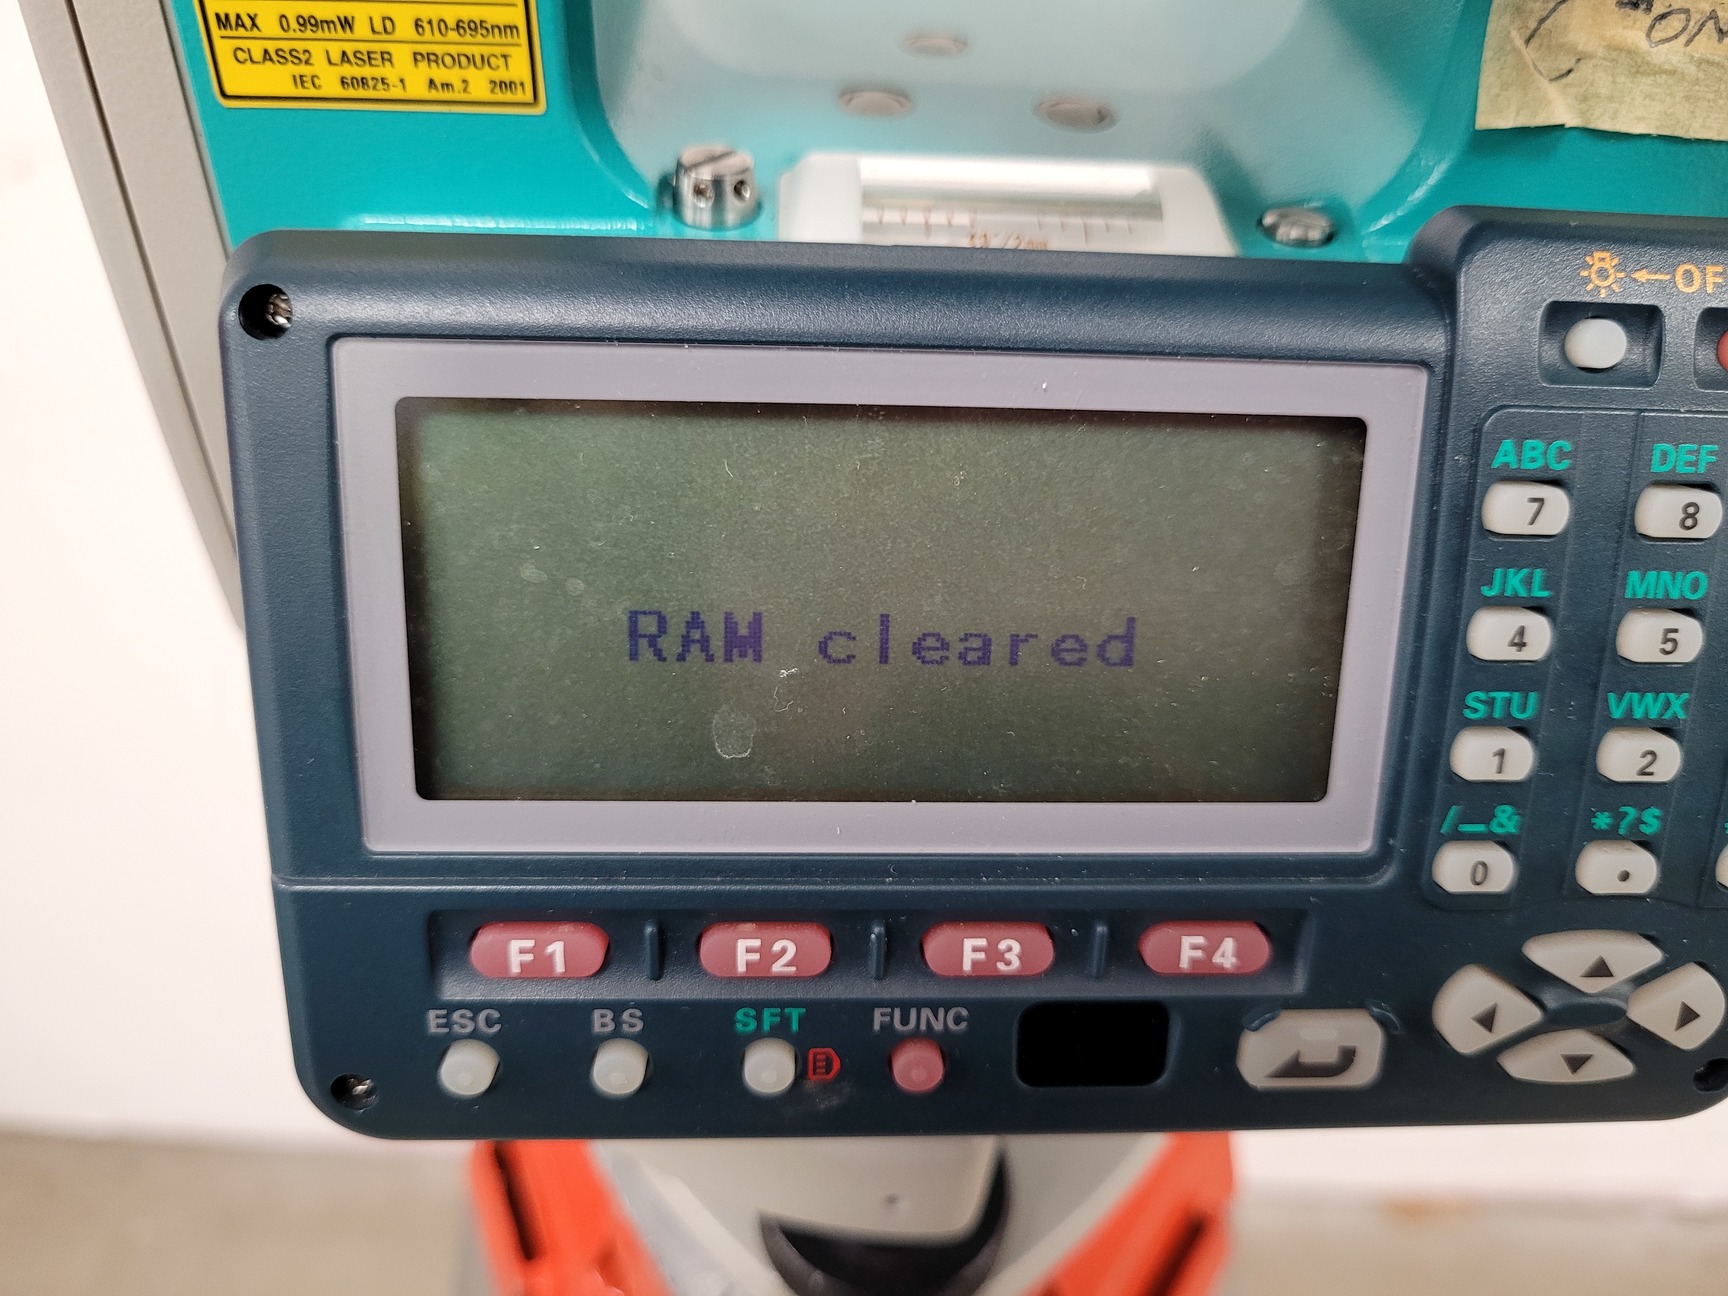 MAX 0.99mW LD 610-695nm
CLASS2 LASER PRODUCT
IEC 60825-1 Am.2 2001
RAM cleared
ABC DEF
7 8
JKL MNO
4 5
STU VWX
1 2
/_& *?$
0 .
F1 F2 F3 F4
ESC BS SFT FUNC